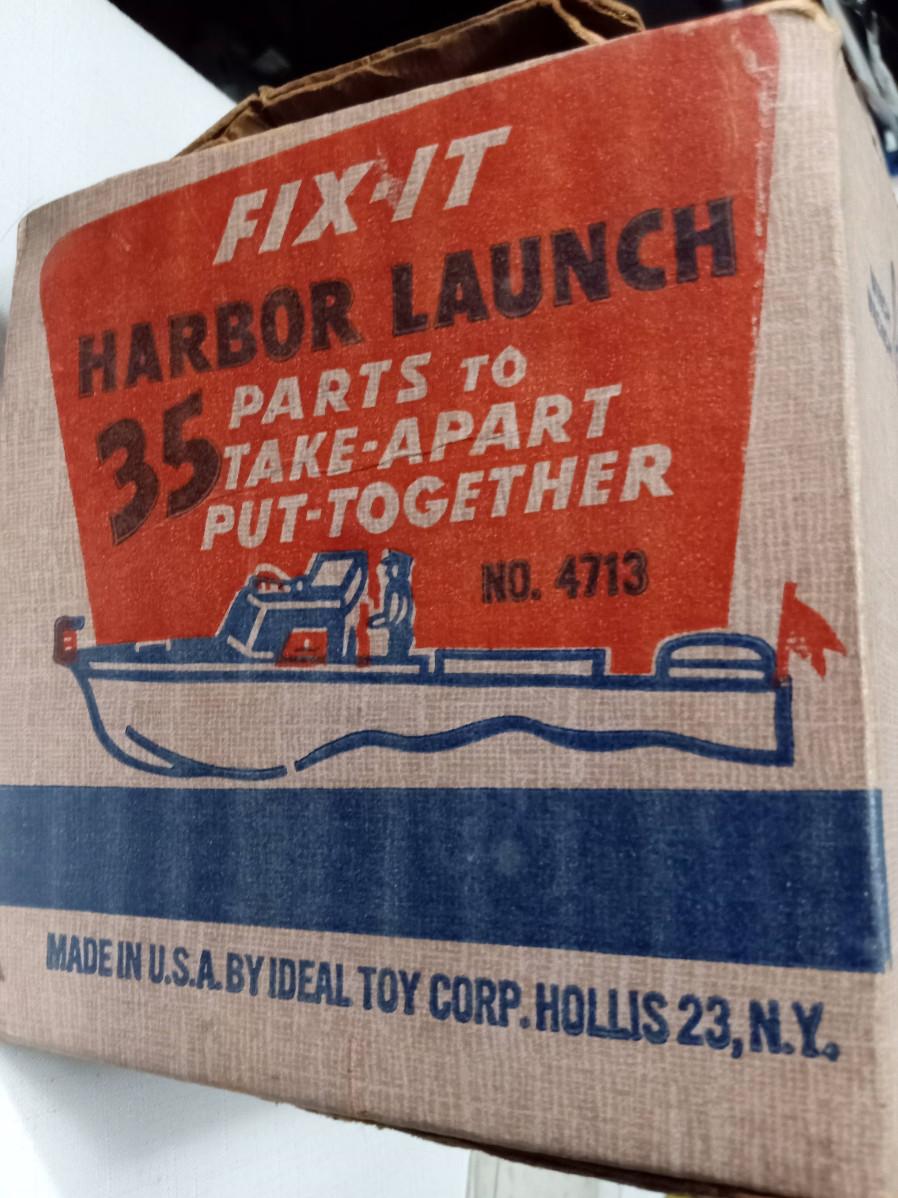 FIX-IT
HARBOR LAUNCH
35 PARTS TO
TAKE-APART
PUT-TOGETHER
NO. 4713
MADE IN U.S.A. BY IDEAL TOY CORP. HOLLIS 23, N.Y.